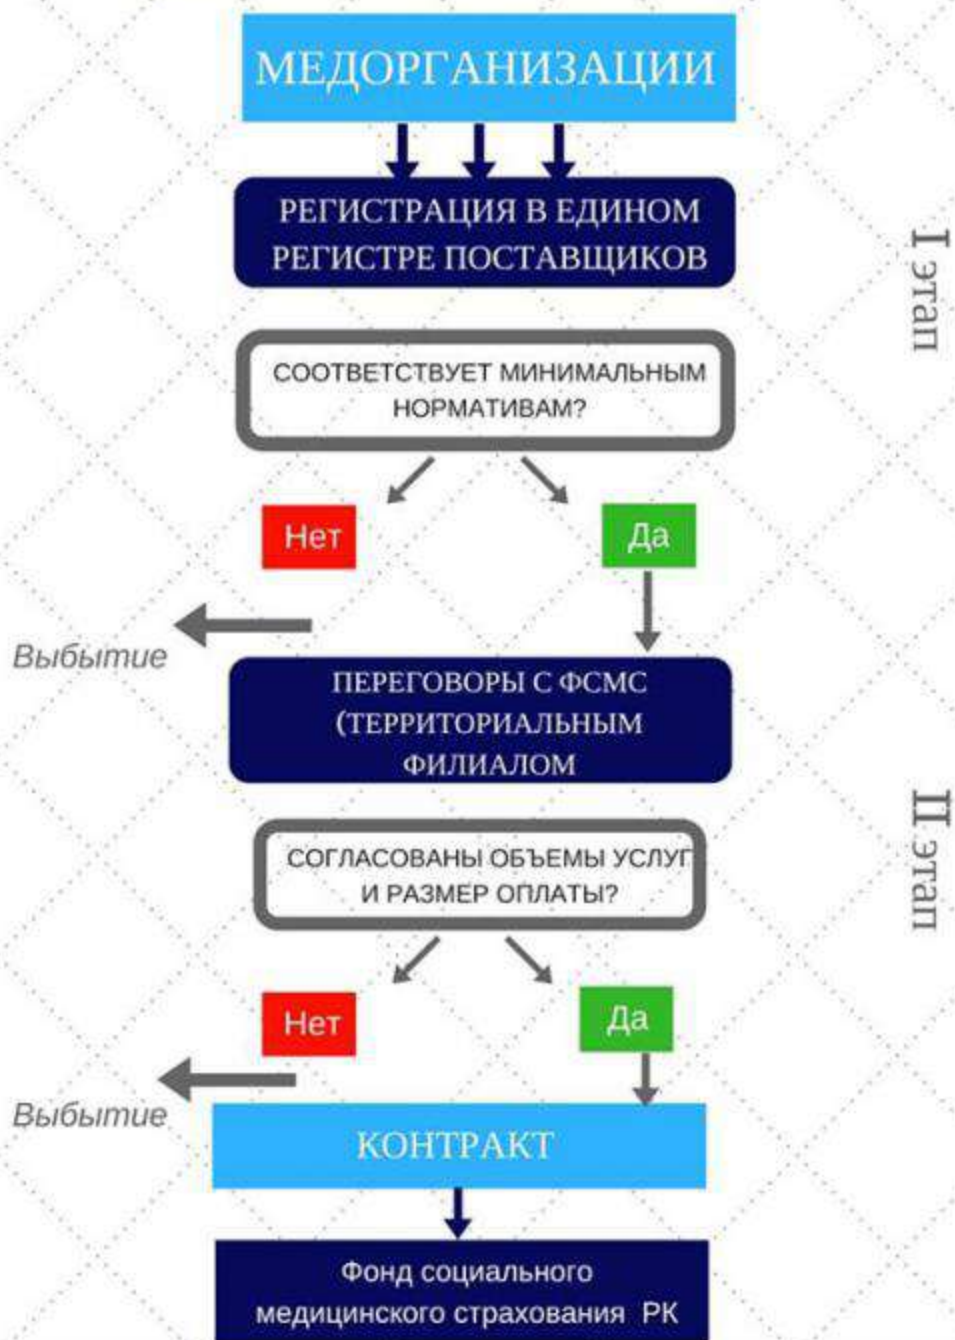 МЕДОРГАНИЗАЦИИ
РЕГИСТРАЦИЯ В ЕДИНОМ
РЕГИСТРЕ ПОСТАВЩИКОВ
I этап
СООТВЕТСТВУЕТ МИНИМАЛЬНЫМ
НОРМАТИВАМ?
Нет
Да
Выбытие
ПЕРЕГОВОРЫ С ФСМС
(ТЕРРИТОРИАЛЬНЫМ
ФИЛИАЛОМ
II этап
СОГЛАСОВАНЫ ОБЪЕМЫ УСЛУГ
И РАЗМЕР ОПЛАТЫ?
Нет
Да
Выбытие
КОНТРАКТ
Фонд социального
медицинского страхования РК